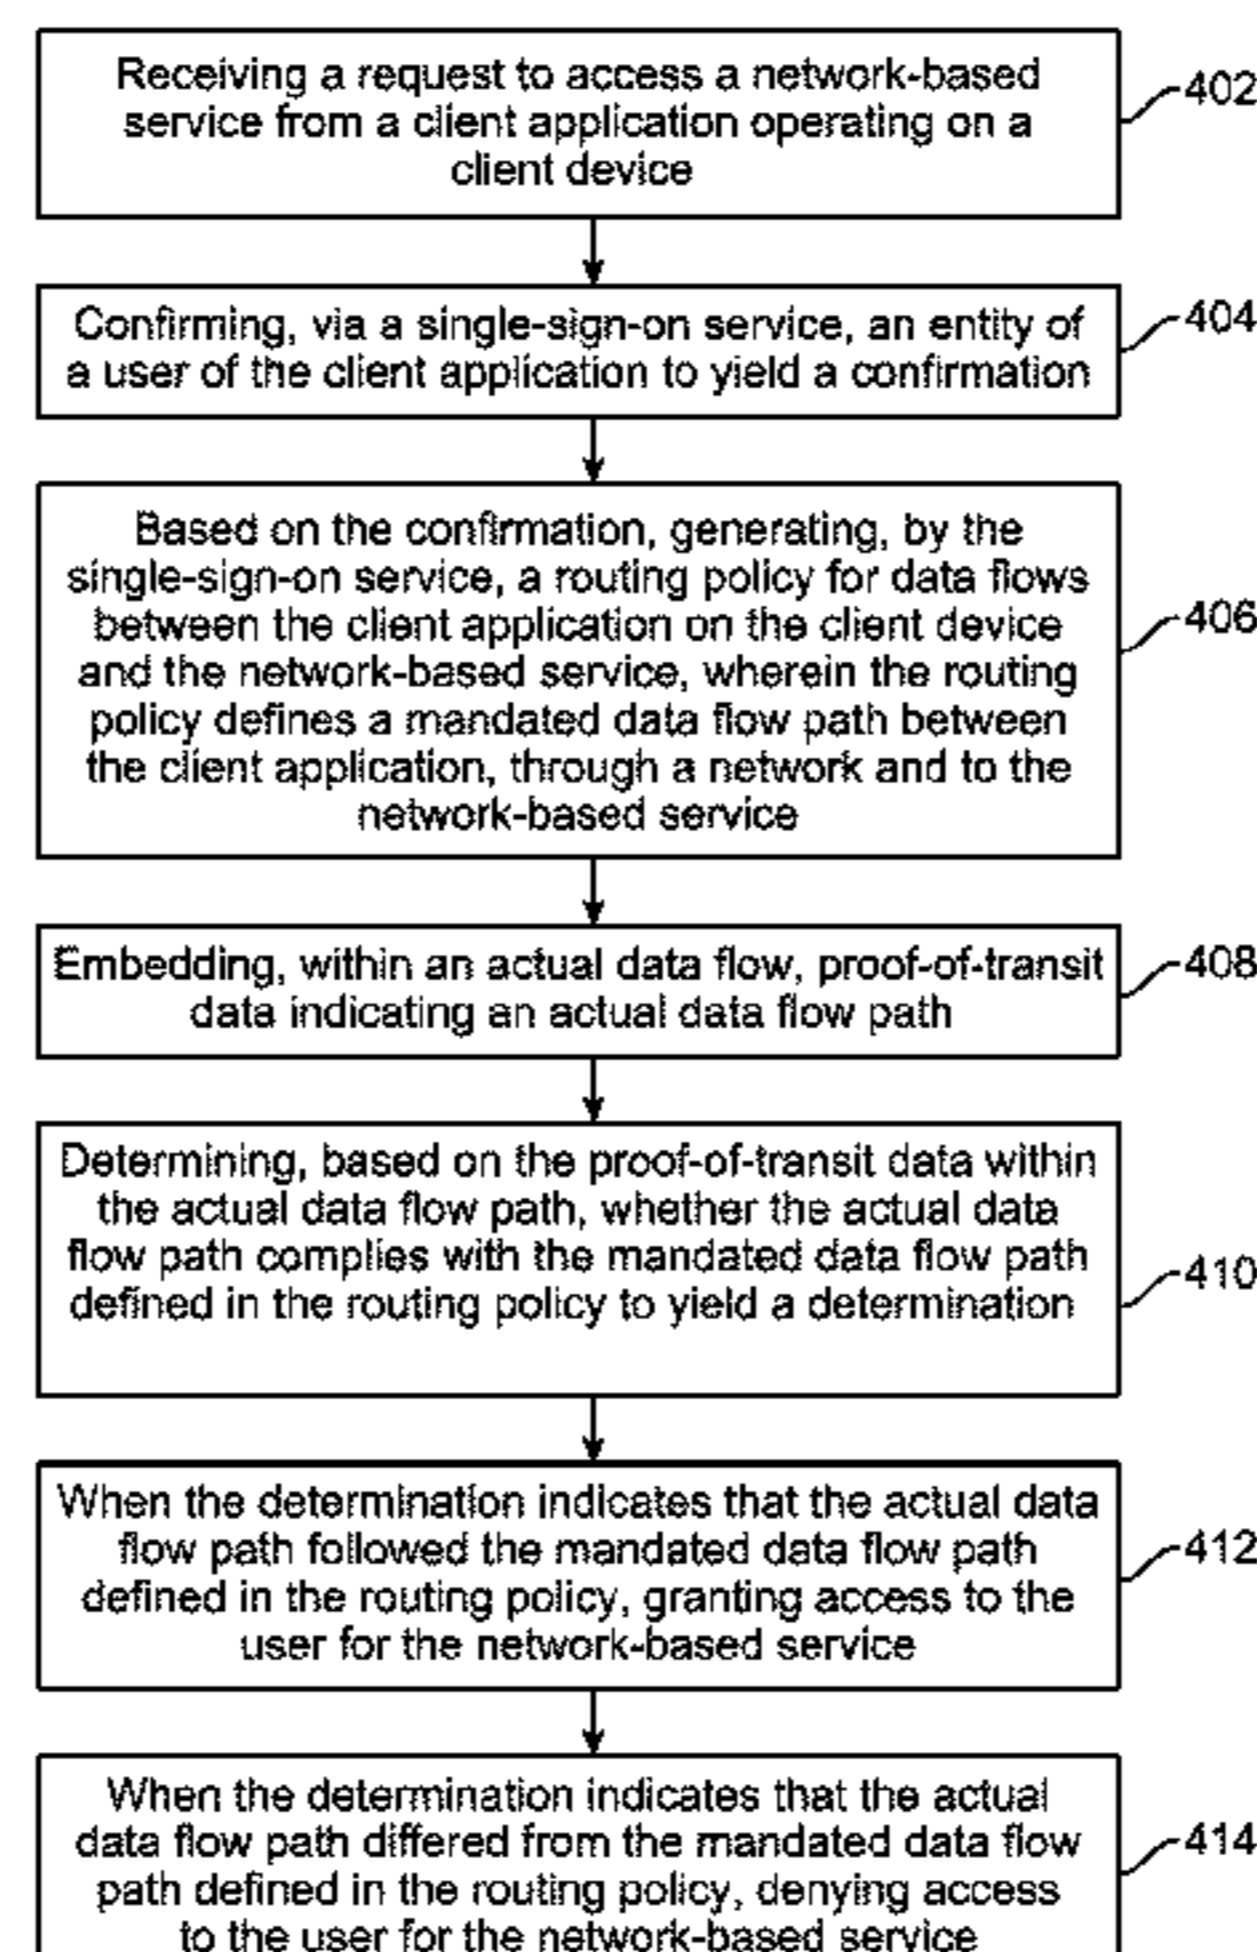 Receiving a request to access a network-based
service from a client application operating on a
client device
402
Confirming, via a single-sign-on service, an entity of
a user of the client application to yield a confirmation
404
Based on the confirmation, generating, by the
single-sign-on service, a routing policy for data flows
between the client application on the client device
and the network-based service, wherein the routing
policy defines a mandated data flow path between
the client application, through a network and to the
network-based service
406
Embedding, within an actual data flow, proof-of-transit
data indicating an actual data flow path
408
Determining, based on the proof-of-transit data within
the actual data flow path, whether the actual data
flow path complies with the mandated data flow path
defined in the routing policy to yield a determination
410
When the determination indicates that the actual data
flow path followed the mandated data flow path
defined in the routing policy, granting access to the
user for the network-based service
412
When the determination indicates that the actual
data flow path differed from the mandated data flow
path defined in the routing policy, denying access
to the user for the network-based service
414